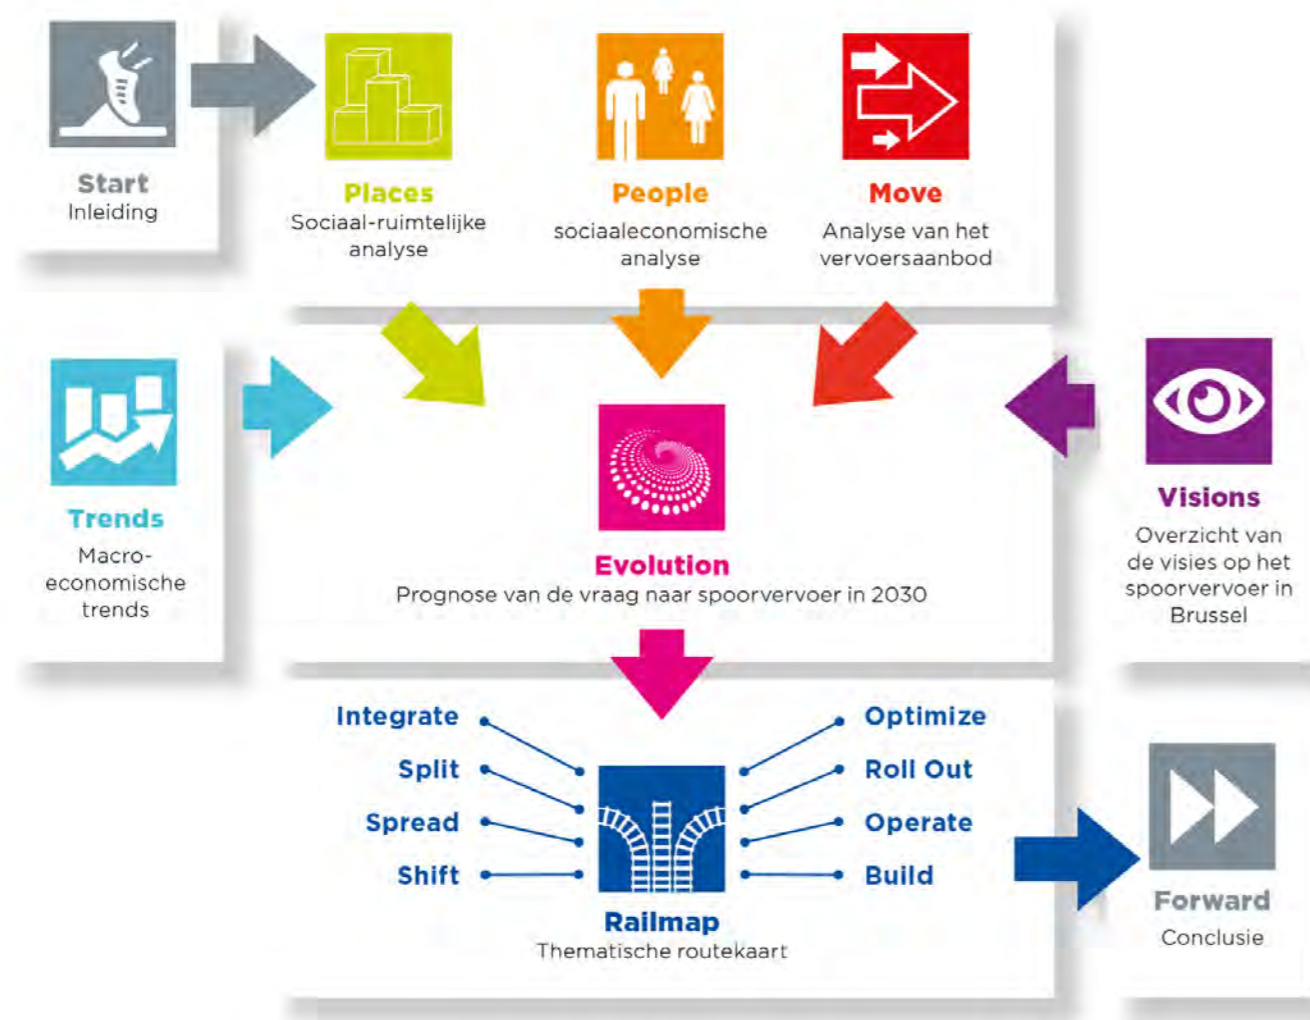 Start
Inleiding
Places
Sociaal-ruimtelijke
analyse
People
sociaaleconomische
analyse
Move
Analyse van het
vervoersaanbod
Trends
Macro-
economische
trends
Evolution
Prognose van de vraag naar spoorvervoer in 2030
Visions
Overzicht van
de visies op het
spoorvervoer in
Brussel
Integrate
Split
Spread
Shift
Optimize
Roll Out
Operate
Build
Railmap
Thematische routekaart
Forward
Conclusie